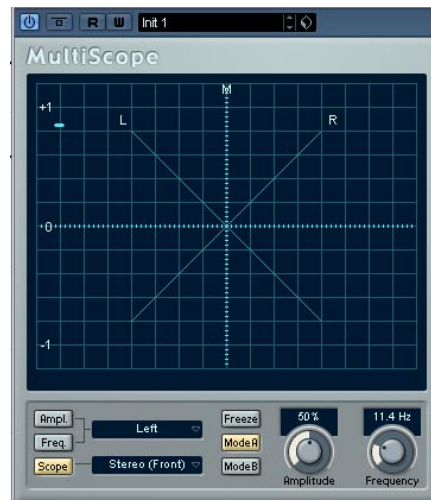 R W Init 1
MultiScope
M
+1
L R
0
-1
Ampl. Left Freeze 50% 11.4 Hz
Freq. Mode A
Scope Stereo (Front) Mode B
Amplitude Frequency